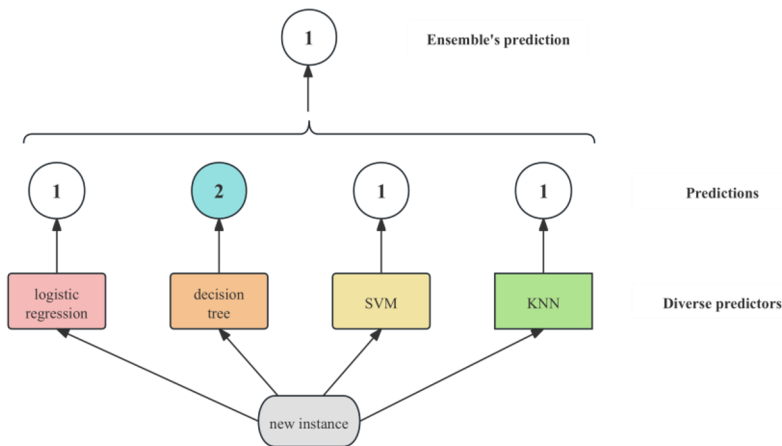 1
Ensemble's prediction
1
2
1
1
Predictions
logistic
regression
decision
tree
SVM
KNN
Diverse predictors
new instance